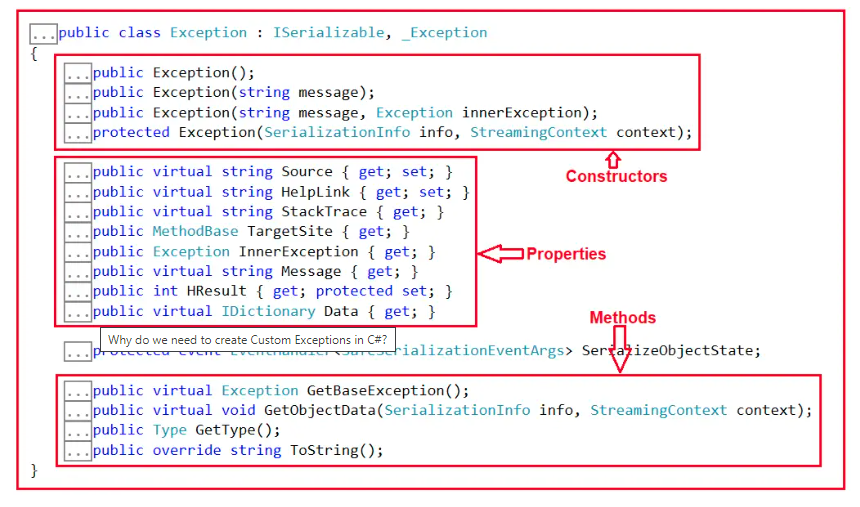 ...public class Exception : ISerializable, _Exception
{
...public Exception();
...public Exception(string message);
...public Exception(string message, Exception innerException);
...protected Exception(SerializationInfo info, StreamingContext context);
Constructors
...public virtual string Source { get; set; }
...public virtual string HelpLink { get; set; }
...public virtual string StackTrace { get; }
...public MethodBase TargetSite { get; }
...public Exception InnerException { get; }
Properties
...public virtual string Message { get; }
...public int HResult { get; protected set; }
...public virtual IDictionary Data { get; }
Methods
Why do we need to create Custom Exceptions in C#?
...protected event EventHandler<SafeSerializationEventArgs> SerializeObjectState;
...public virtual Exception GetBaseException();
...public virtual void GetObjectData(SerializationInfo info, StreamingContext context);
...public Type GetType();
...public override string ToString();
}